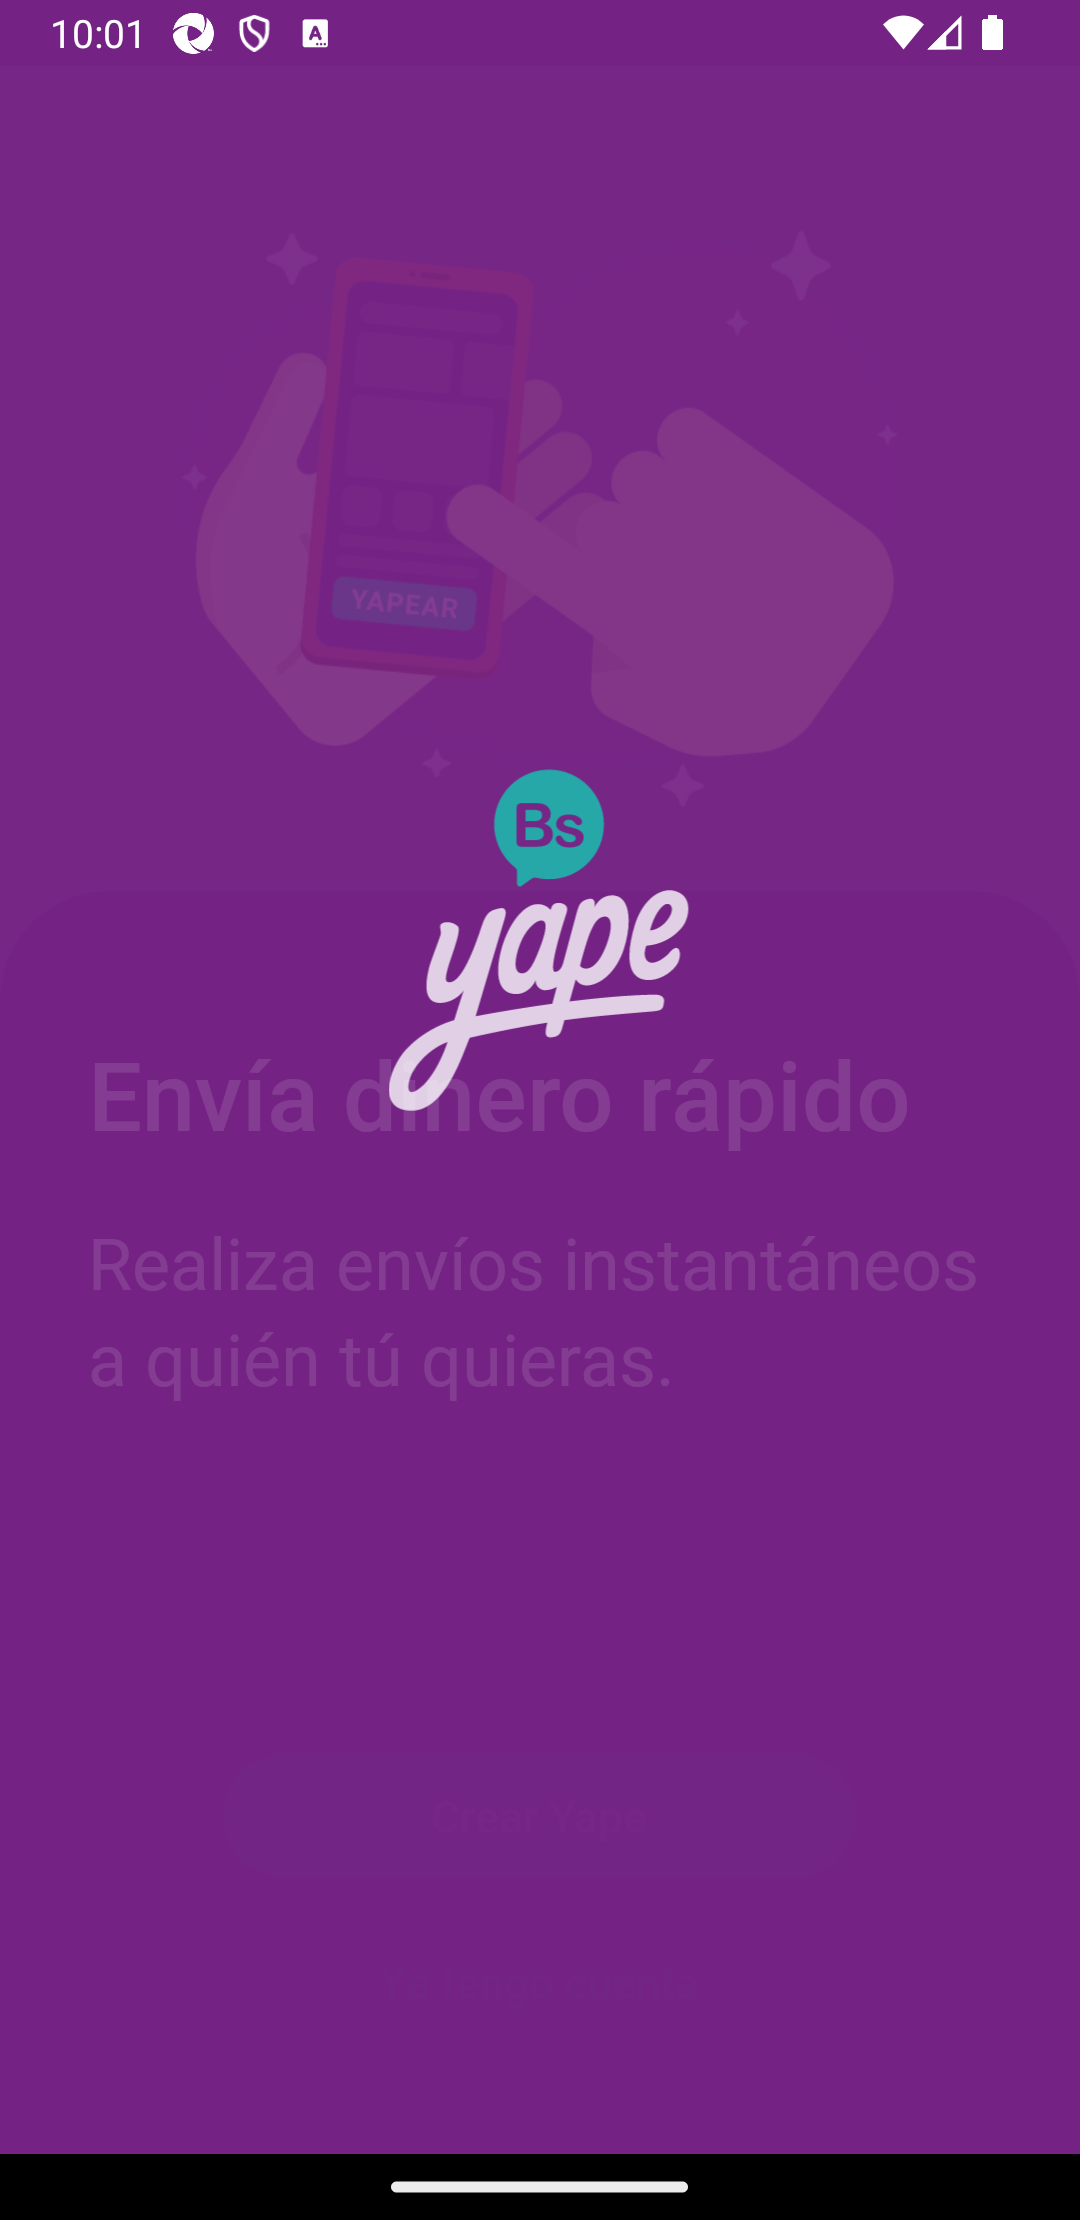 10:01
YAPEAR
Bs
yape
Envía dinero rápido
Realiza envíos instantáneos
a quién tú quieras.
Crear Yape